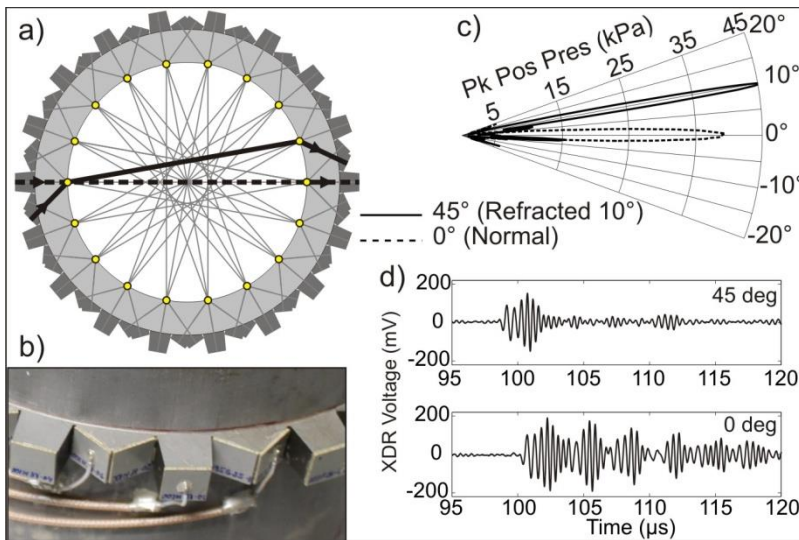 a)
45° (Refracted 10°)
0° (Normal)
b)
c)
Pk Pos Pres (kPa)
5
15
25
35
45
20°
10°
0°
-10°
-20°
d)
XDR Voltage (mV)
200
0
-200
45 deg
95
100
105
110
115
120
200
0
-200
0 deg
95
100
105
110
115
120
Time (µs)